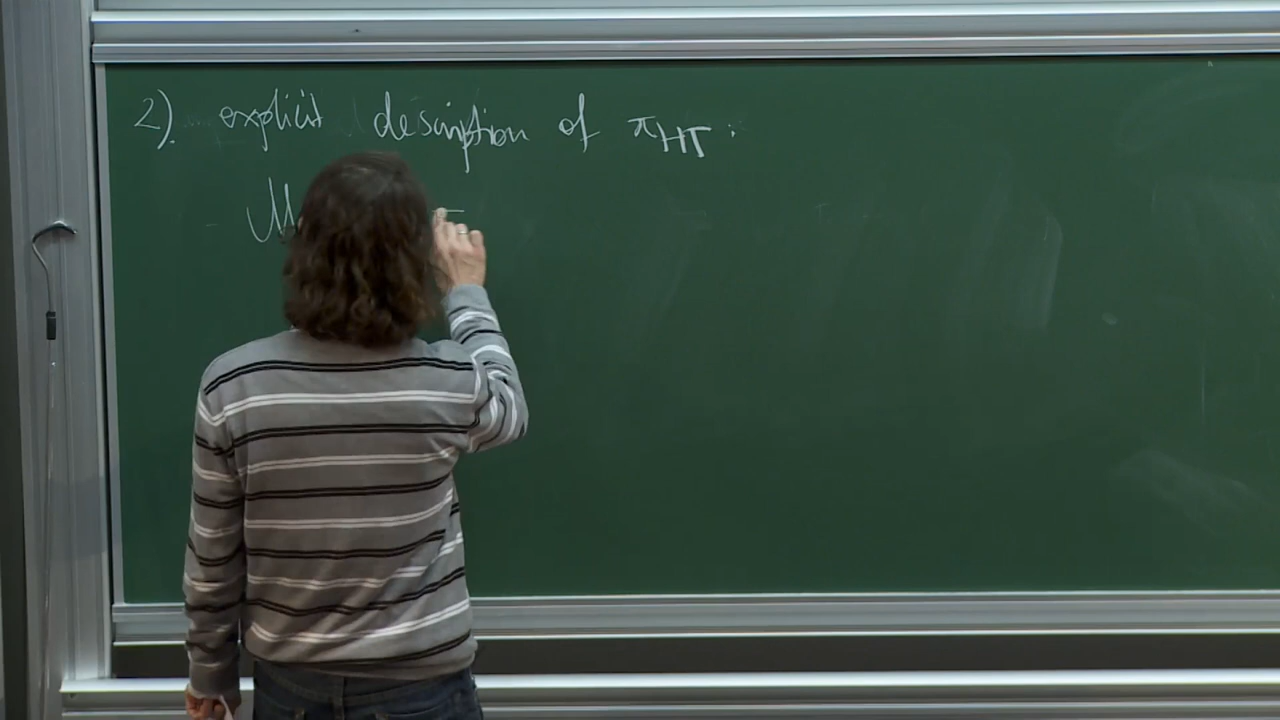 2). explicit description of π_HT :
M